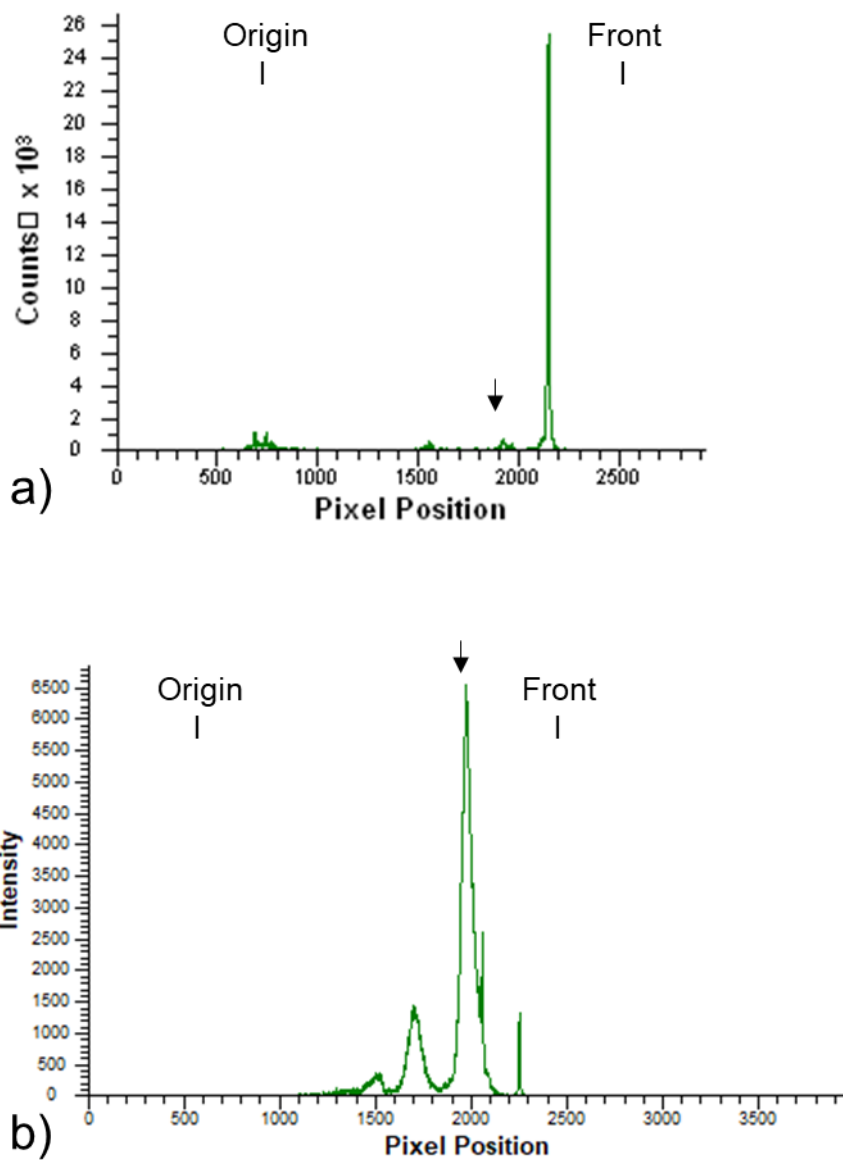 26
24
22
20
18
16
14
12
10
8
6
4
2
0
Counts□ x 10³
Origin
I
Front
I
0 500 1000 1500 2000 2500
Pixel Position
a)
6500
6000
5500
5000
4500
4000
3500
3000
2500
2000
1500
1000
500
0
Intensity
Origin
I
Front
I
0 500 1000 1500 2000 2500 3000 3500
Pixel Position
b)